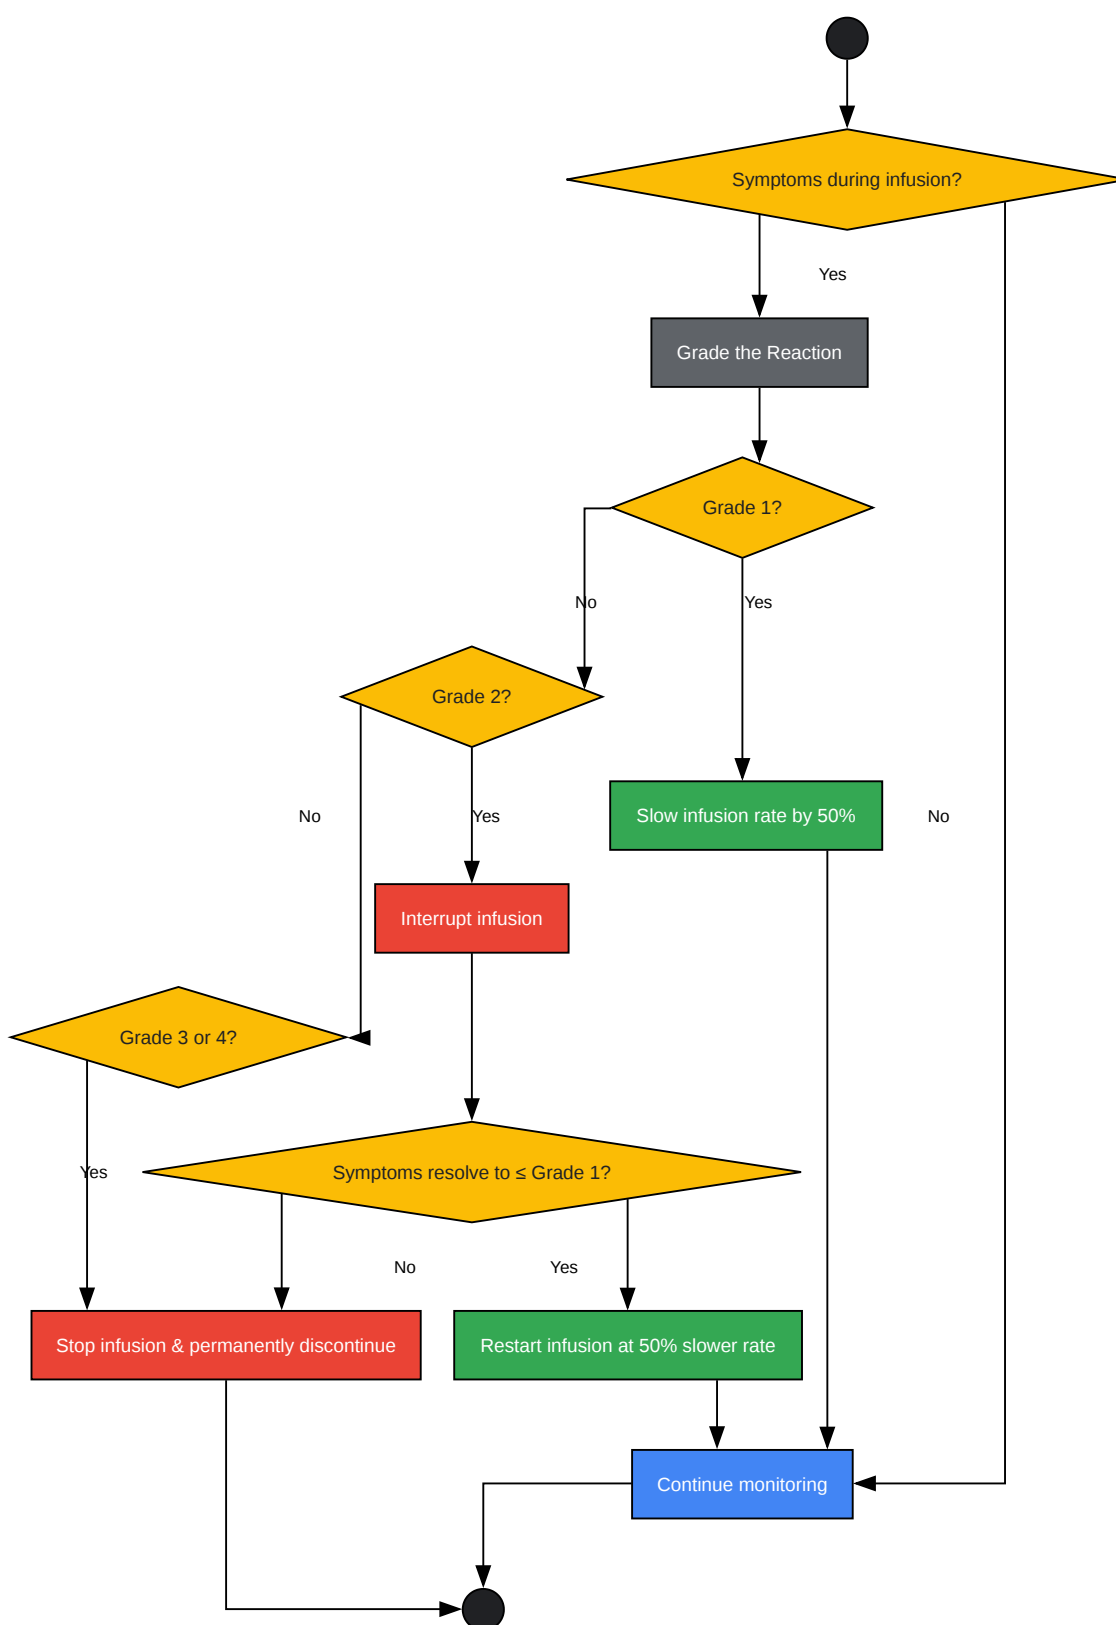 Symptoms during infusion?
Yes
Grade the Reaction
Grade 1?
No
Yes
Grade 2?
No
Yes
Slow infusion rate by 50%
No
Interrupt infusion
Grade 3 or 4?
Yes
Symptoms resolve to ≤ Grade 1?
No
Yes
Stop infusion & permanently discontinue
Restart infusion at 50% slower rate
Continue monitoring